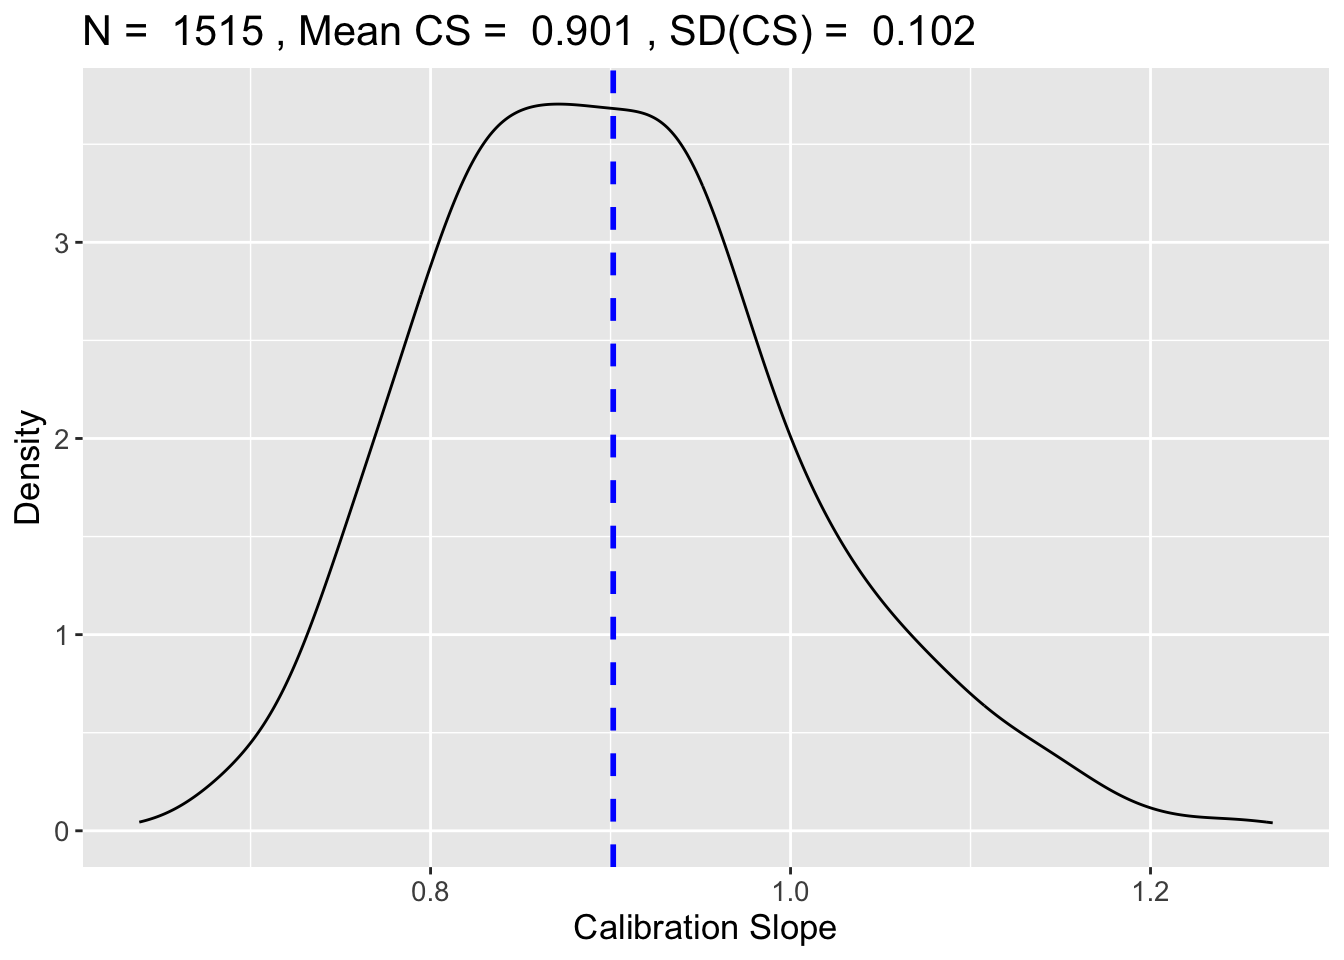 N =  1515 , Mean CS =  0.901 , SD(CS) =  0.102
Density
3
2
1
0
0.8
1.0
1.2
Calibration Slope